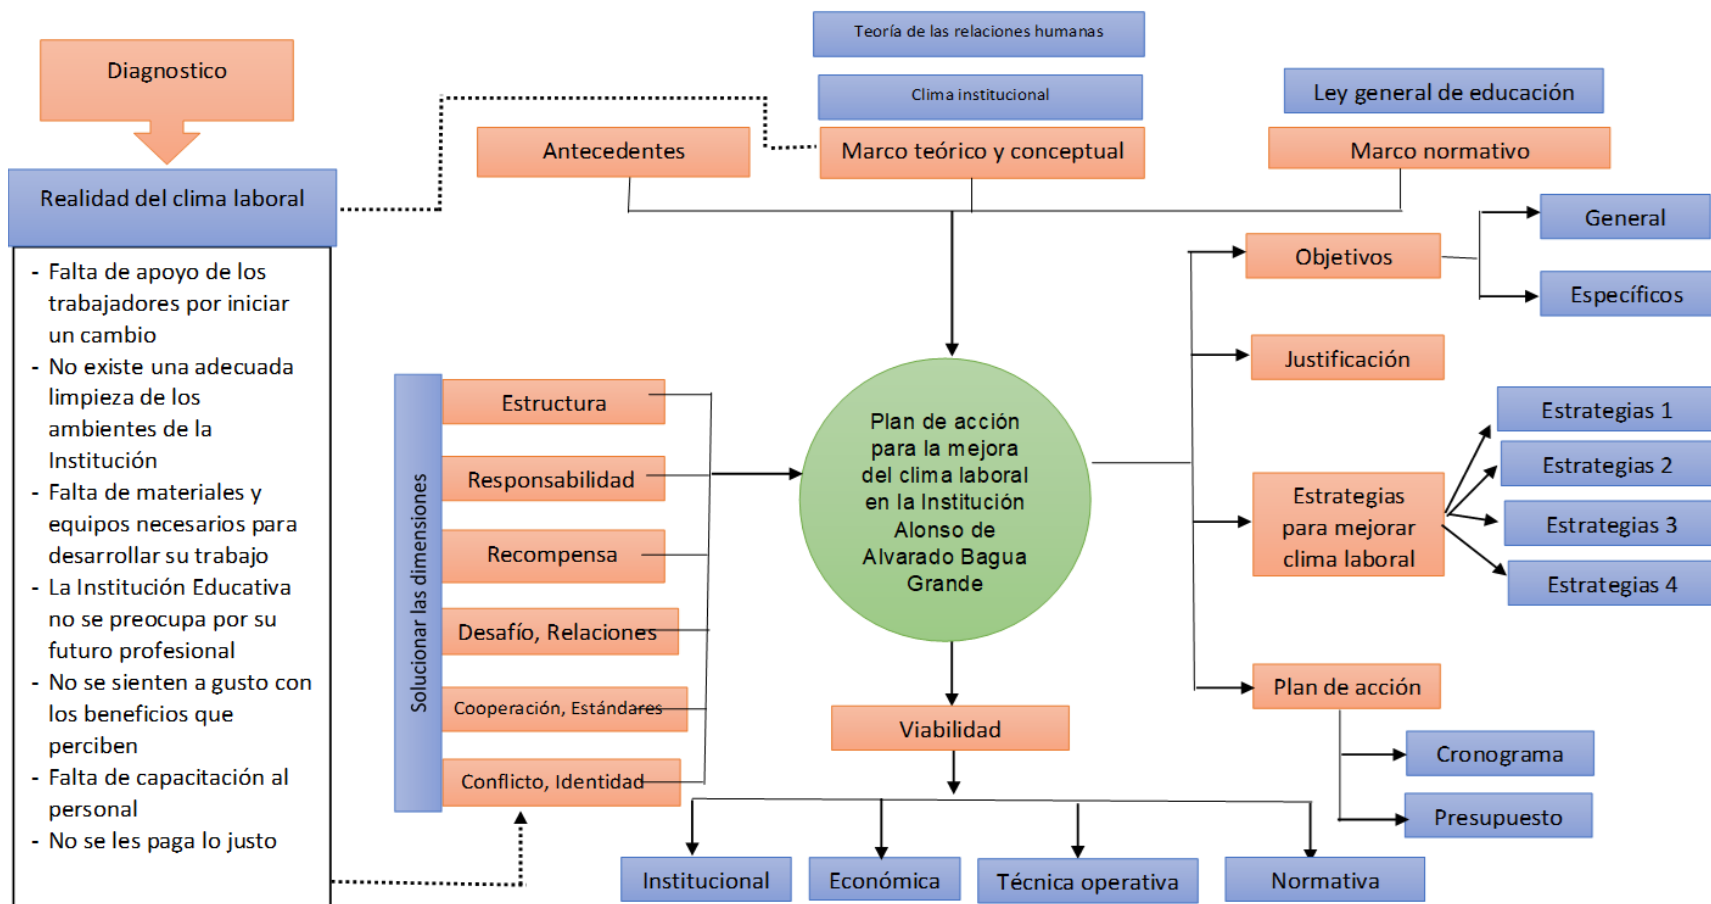 Diagnostico
Realidad del clima laboral
- Falta de apoyo de los
trabajadores por iniciar
un cambio
- No existe una adecuada
limpieza de los
ambientes de la
Institución
- Falta de materiales y
equipos necesarios para
desarrollar su trabajo
- La Institución Educativa
no se preocupa por su
futuro profesional
- No se sienten a gusto con
los beneficios que
perciben
- Falta de capacitación al
personal
- No se les paga lo justo
Teoría de las relaciones humanas
Clima institucional
Ley general de educación
Antecedentes
Marco teórico y conceptual
Marco normativo
Solucionar las dimensiones
Estructura
Responsabilidad
Recompensa
Desafío, Relaciones
Cooperación, Estándares
Conflicto, Identidad
Plan de acción
para la mejora
del clima laboral
en la Institución
Alonso de
Alvarado Bagua
Grande
Objetivos
General
Específicos
Justificación
Estrategias
para mejorar
clima laboral
Estrategias 1
Estrategias 2
Estrategias 3
Estrategias 4
Plan de acción
Cronograma
Presupuesto
Viabilidad
Institucional
Económica
Técnica operativa
Normativa